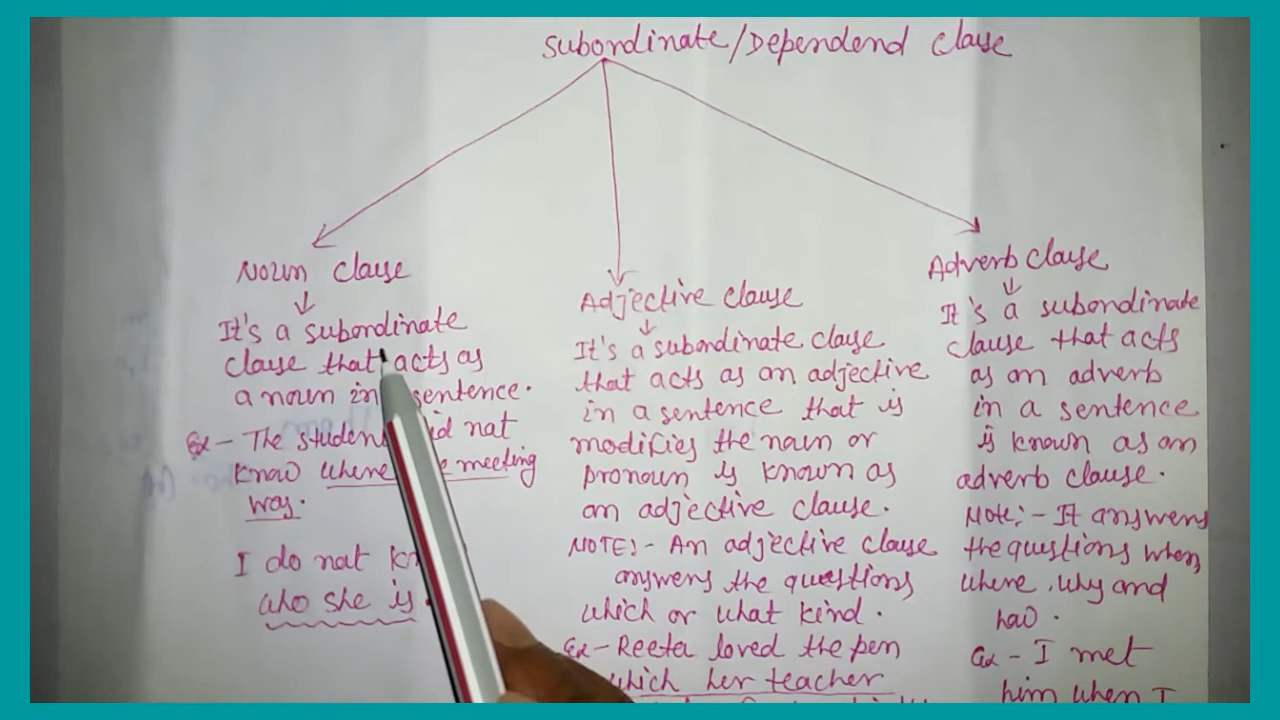 Subordinate/Dependend clause
Noun clause
It's a subordinate
clause that acts as
a noun in sentence.
Ex - The student did not
know where meeting
was.
I do not
who she is
Adjective clause
It's a subordinate clause
that acts as an adjective
in a sentence that is
modifies the noun or
pronoun is known as
an adjective clause.
NOTE:- An adjective clause
answers the questions
which or what kind.
Ex - Reeta loved the pen
which her teacher
Adverb clause
It's a subordinate
clause that acts
as an adverb
in a sentence
is known as an
adverb clause.
Note:- It answers
the questions when,
where, why and
how.
Ex - I met
him when I